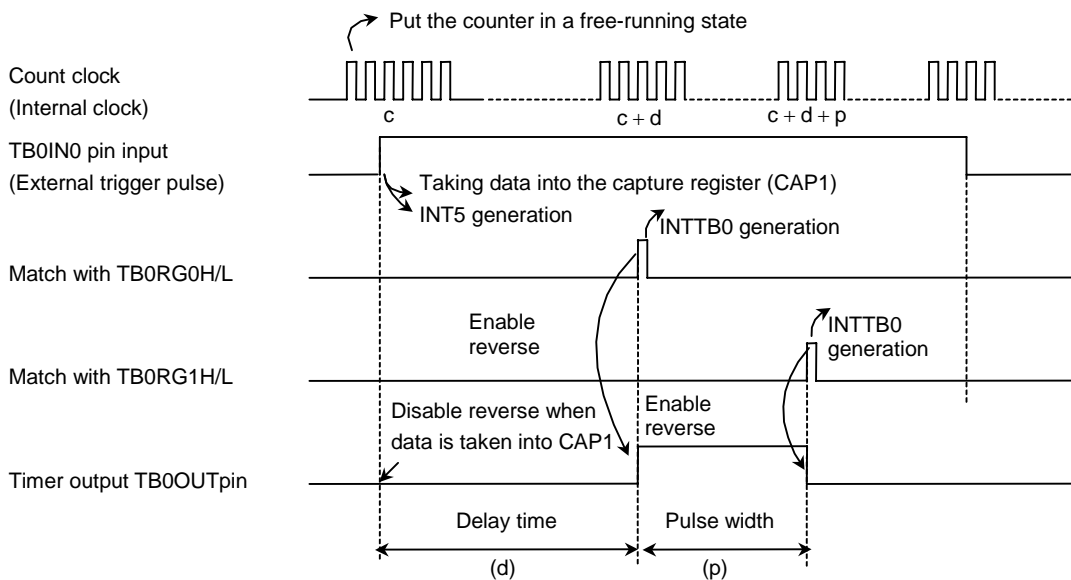 Put the counter in a free-running state
Count clock
(Internal clock)
c
c + d
c + d + p
TB0IN0 pin input
(External trigger pulse)
Taking data into the capture register (CAP1)
INT5 generation
INTTB0 generation
Match with TB0RG0H/L
Enable
reverse
INTTB0
generation
Match with TB0RG1H/L
Disable reverse when
data is taken into CAP1
Enable
reverse
Timer output TB0OUTpin
Delay time
Pulse width
(d)
(p)